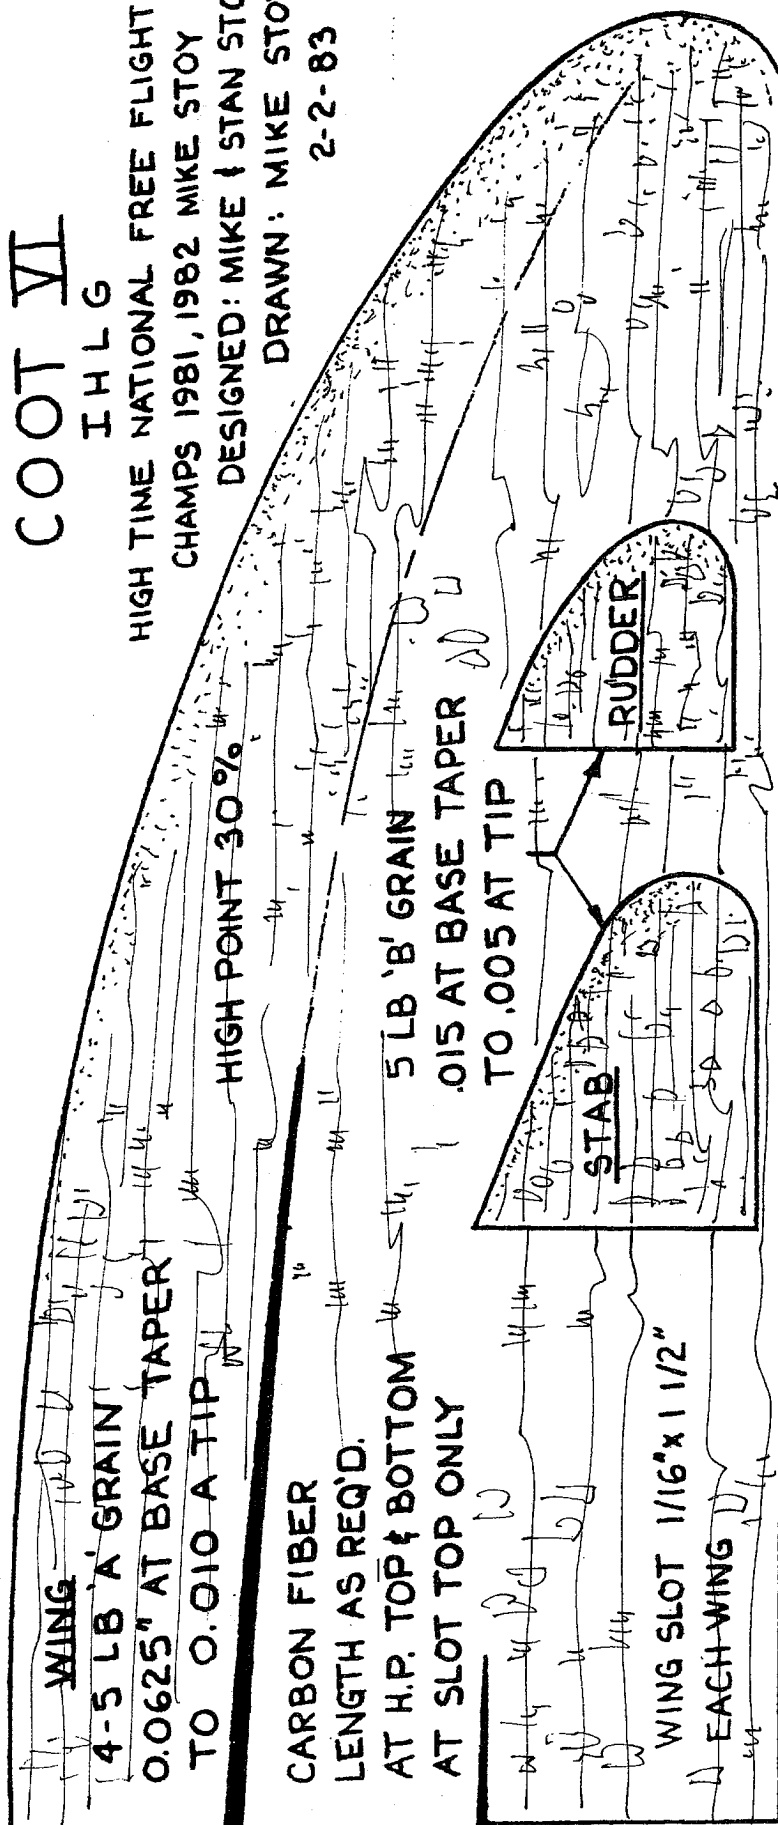 COOT VI
IHLG
HIGH TIME NATIONAL FREE FLIGHT
CHAMPS 1981, 1982 MIKE STOY
DESIGNED: MIKE & STAN STO
DRAWN: MIKE STO
2-2-83
WING
4-5 LB 'A' GRAIN
0.0625" AT BASE TAPER
TO 0.010 A TIP
HIGH POINT 30%
CARBON FIBER
LENGTH AS REQ'D.
AT H.P. TOP & BOTTOM
AT SLOT TOP ONLY
5 LB 'B' GRAIN
.015 AT BASE TAPER
TO .005 AT TIP
STAB
RUDDER
WING SLOT 1/16" X 1 1/2"
EACH WING